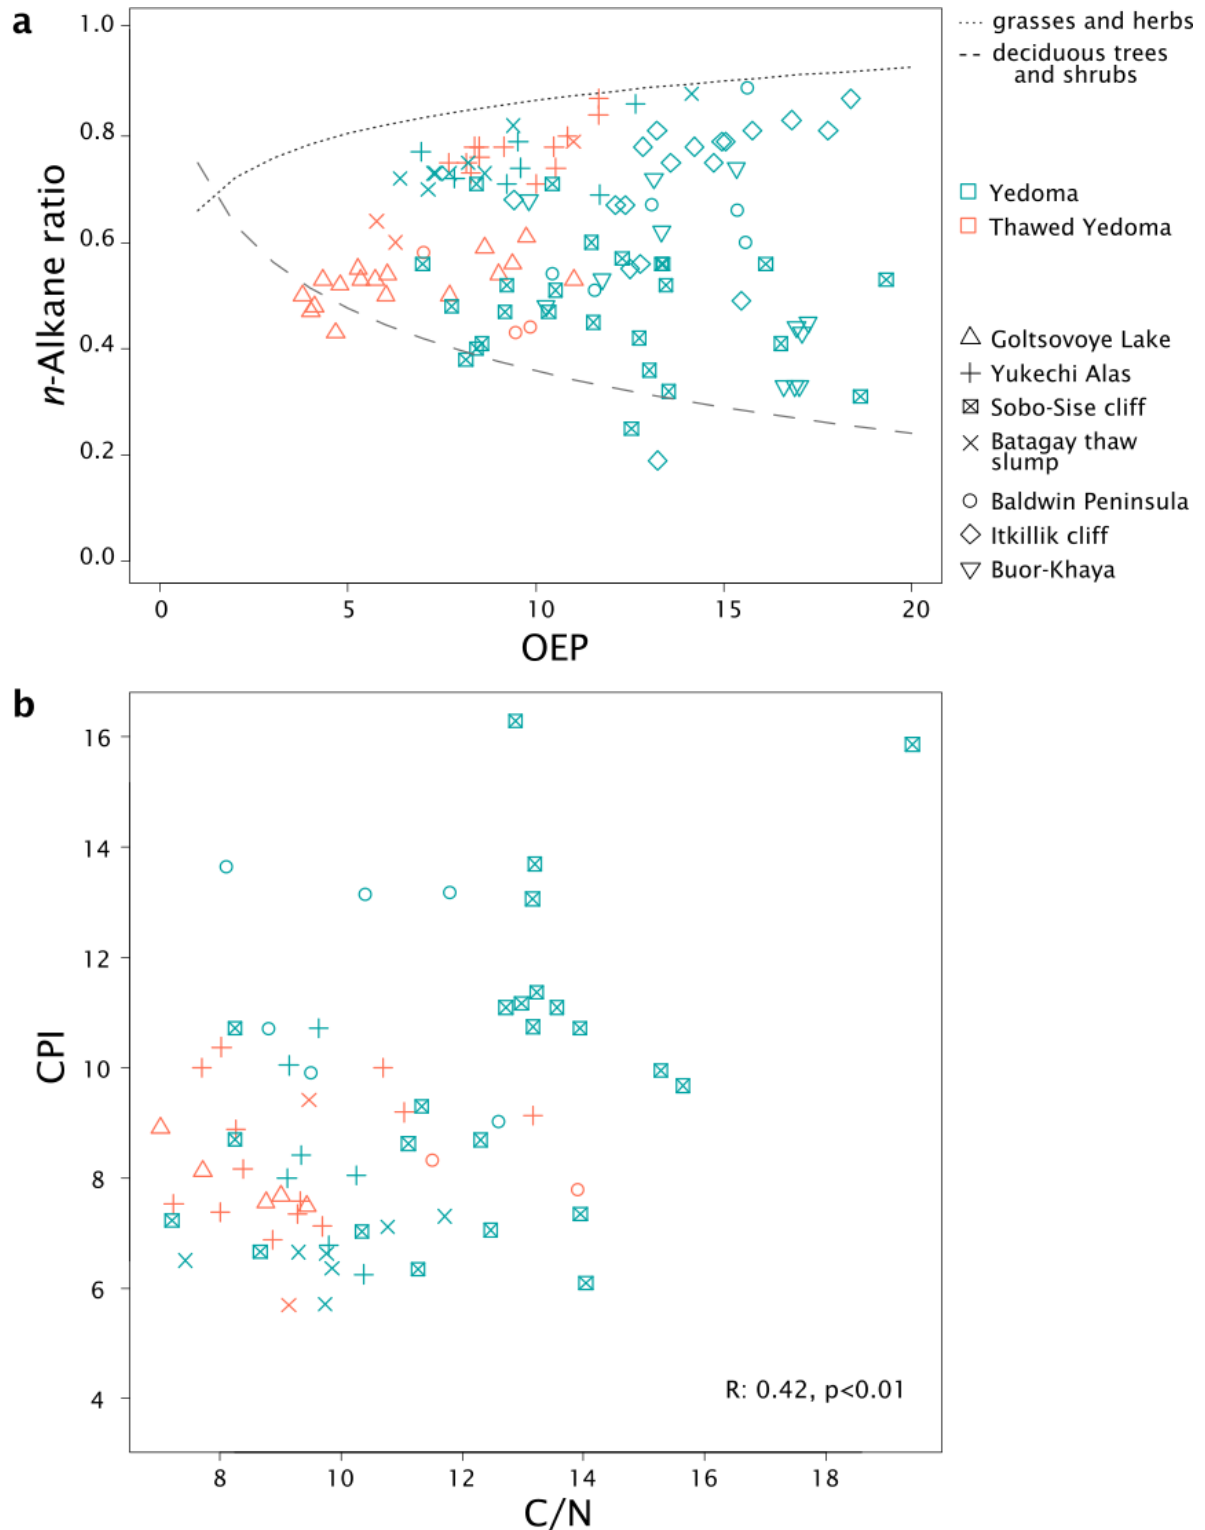 a
1.0
0.8
0.6
0.4
0.2
0.0
n-Alkane ratio
0 5 10 15 20
OEP
grasses and herbs
deciduous trees
and shrubs
Yedoma
Thawed Yedoma
Goltsovoye Lake
Yukechi Alas
Sobo-Sise cliff
Batagay thaw
slump
Baldwin Peninsula
Itkillik cliff
Buor-Khaya
b
16
14
12
10
8
6
4
CPI
R: 0.42, p<0.01
8 10 12 14 16 18
C/N